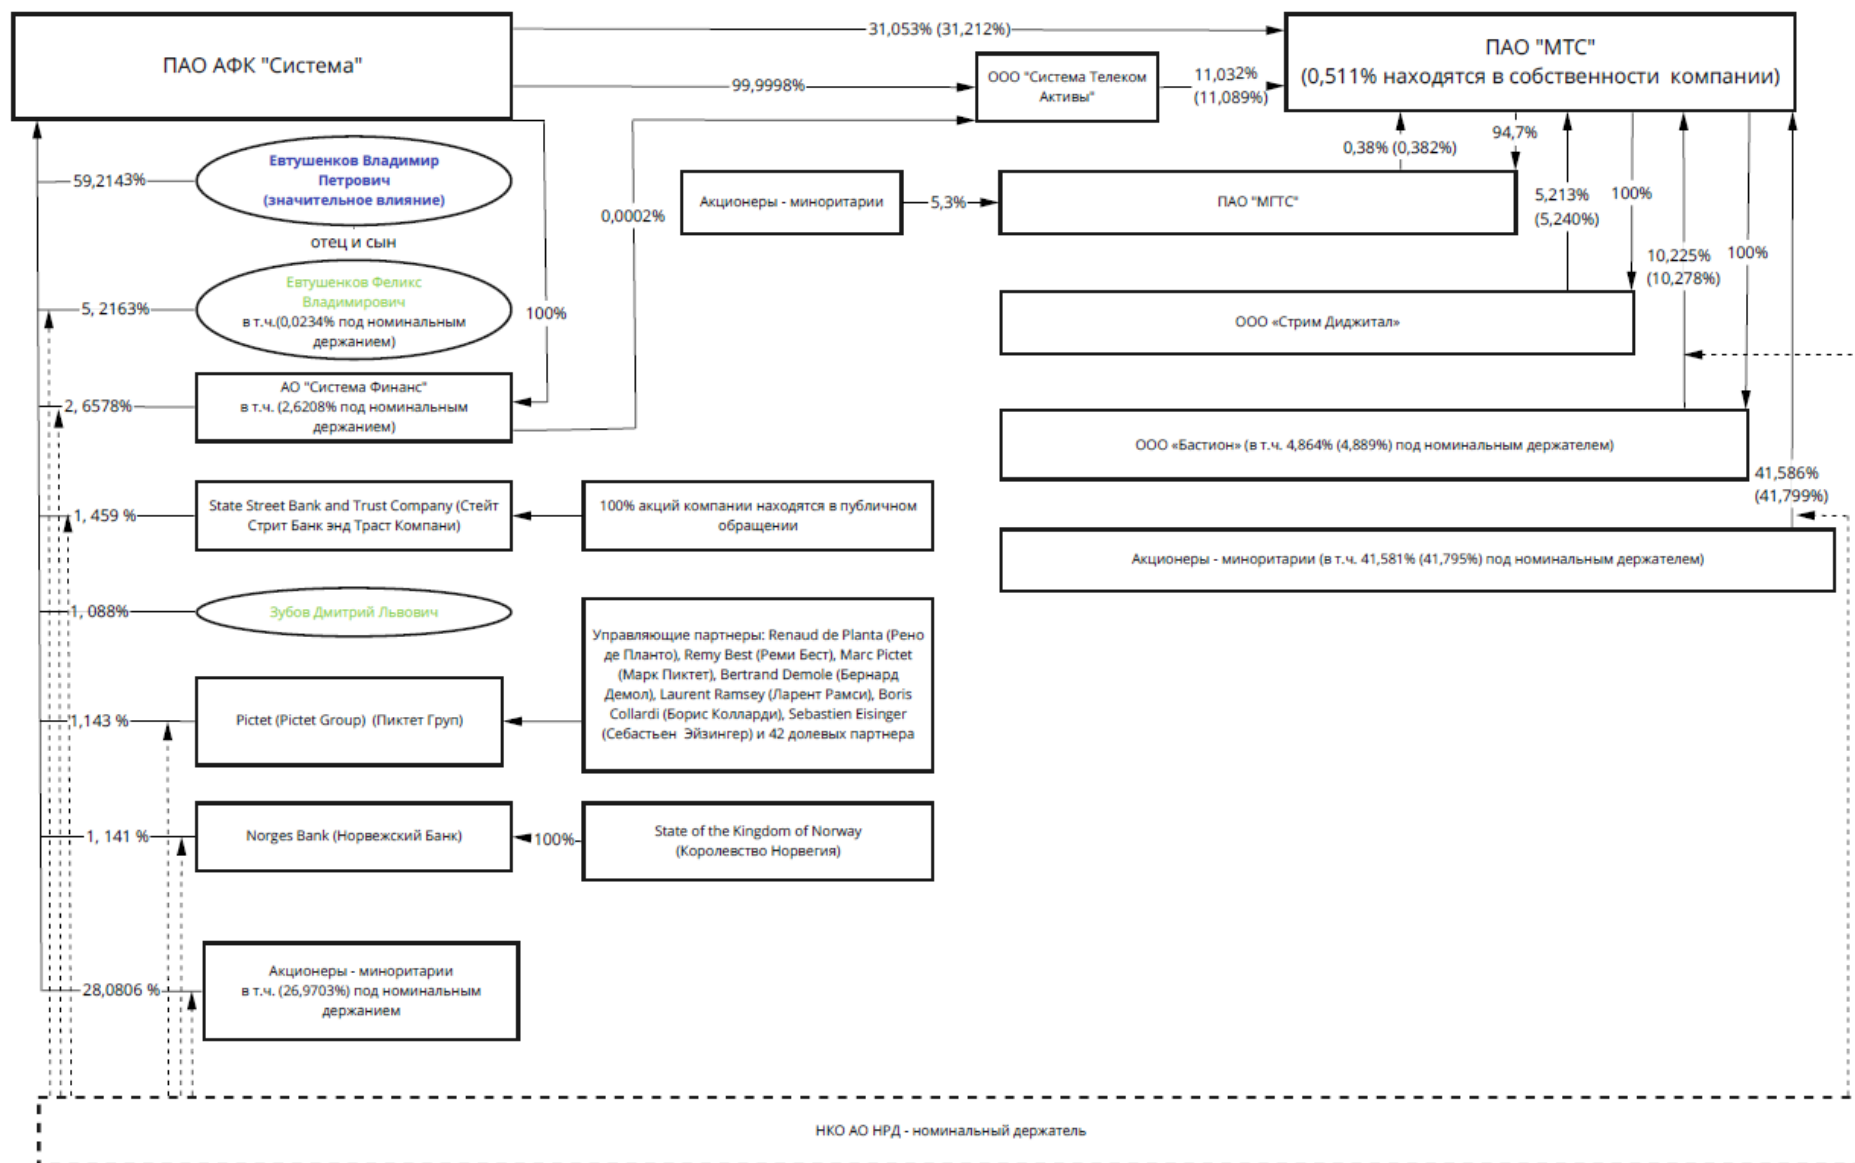 ПАО АФК "Система"
31,053% (31,212%)
99,9998%
ООО "Система Телеком
Активы"
11,032%
(11,089%)
ПАО "МТС"
(0,511% находятся в собственности компании)
59,2143%
Евтушенков Владимир
Петрович
(значительное влияние)
отец и сын
5, 2163%
Евтушенков Феликс
Владимирович
в т.ч.(0,0234% под номинальным
держанием)
100%
0,0002%
2, 6578%
АО "Система Финанс"
в т.ч. (2,6208% под номинальным
держанием)
Акционеры - миноритарии
5,3%
ПАО "МГТС"
0,38% (0,382%)
94,7%
5,213%
(5,240%)
100%
10,225%
(10,278%)
100%
ООО «Стрим Диджитал»
ООО «Бастион» (в т.ч. 4,864% (4,889%) под номинальным держателем)
41,586%
(41,799%)
Акционеры - миноритарии (в т.ч. 41,581% (41,795%) под номинальным держателем)
1, 459 %
State Street Bank and Trust Company (Стейт
Стрит Банк энд Траст Компани)
100% акций компании находятся в публичном
обращении
1, 088%
Зубов Дмитрий Львович
1,143 %
Pictet (Pictet Group) (Пиктет Груп)
Управляющие партнеры: Renaud de Planta (Рено
де Планто), Remy Best (Реми Бест), Marc Pictet
(Марк Пиктет), Bertrand Demole (Бернард
Демол), Laurent Ramsey (Ларент Рамси), Boris
Collardi (Борис Колларди), Sebastien Eisinger
(Себастьен Эйзингер) и 42 долевых партнера
1, 141 %
Norges Bank (Норвежский Банк)
100%
State of the Kingdom of Norway
(Королевство Норвегия)
28,0806 %
Акционеры - миноритарии
в т.ч. (26,9703%) под номинальным
держанием
НКО АО НРД - номинальный держатель